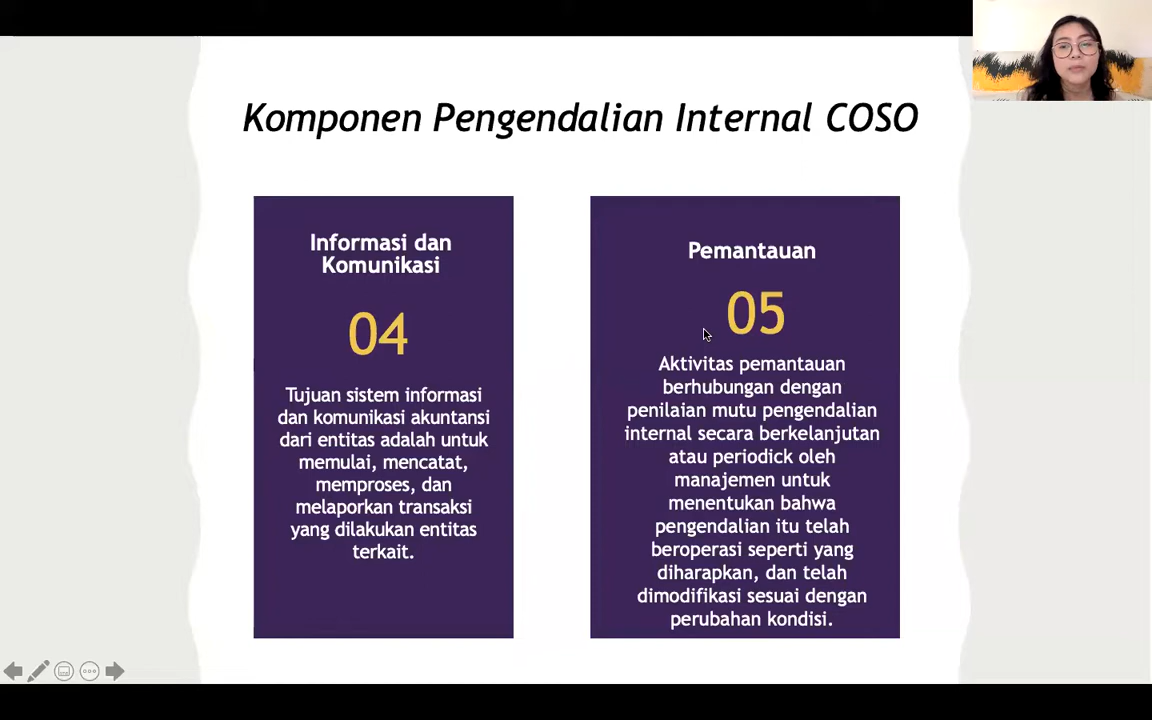 Komponen Pengendalian Internal COSO
Informasi dan
Komunikasi
04
Tujuan sistem informasi
dan komunikasi akuntansi
dari entitas adalah untuk
memulai, mencatat,
memproses, dan
melaporkan transaksi
yang dilakukan entitas
terkait.
Pemantauan
05
Aktivitas pemantauan
berhubungan dengan
penilaian mutu pengendalian
internal secara berkelanjutan
atau periodick oleh
manajemen untuk
menentukan bahwa
pengendalian itu telah
beroperasi seperti yang
diharapkan, dan telah
dimodifikasi sesuai dengan
perubahan kondisi.